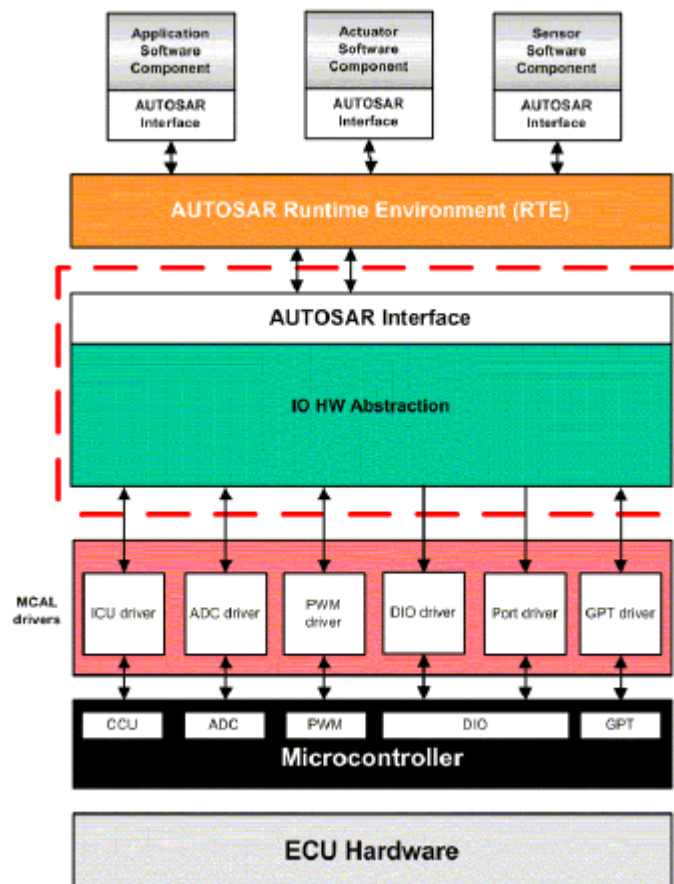 Application
Software
Component
AUTOSAR
Interface
Actuator
Software
Component
AUTOSAR
Interface
Sensor
Software
Component
AUTOSAR
Interface
AUTOSAR Runtime Environment (RTE)
AUTOSAR Interface
IO HW Abstraction
MCAL
drivers
ICU driver
ADC driver
PWM
driver
DIO driver
Port driver
GPT driver
CCU
ADC
PWM
DIO
GPT
Microcontroller
ECU Hardware